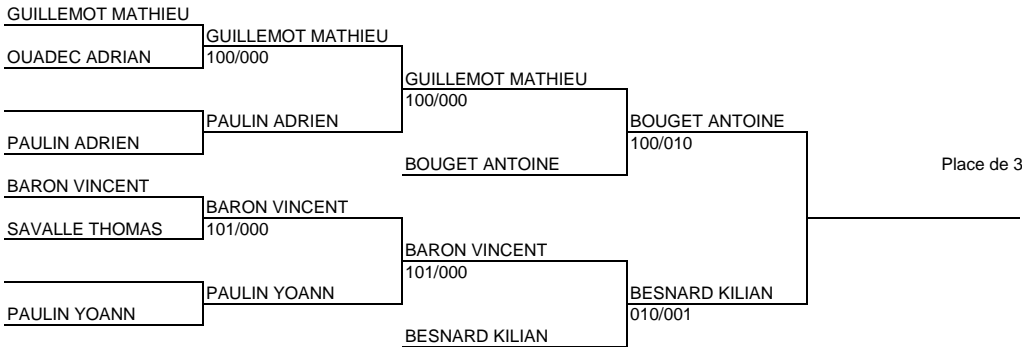 GUILLEMOT MATHIEU
GUILLEMOT MATHIEU
OUADEC ADRIAN
100/000
GUILLEMOT MATHIEU
100/000
PAULIN ADRIEN
BOUGET ANTOINE
PAULIN ADRIEN
100/010
BOUGET ANTOINE
Place de 3
BARON VINCENT
BARON VINCENT
SAVALLE THOMAS
101/000
BARON VINCENT
101/000
PAULIN YOANN
BESNARD KILIAN
PAULIN YOANN
010/001
BESNARD KILIAN